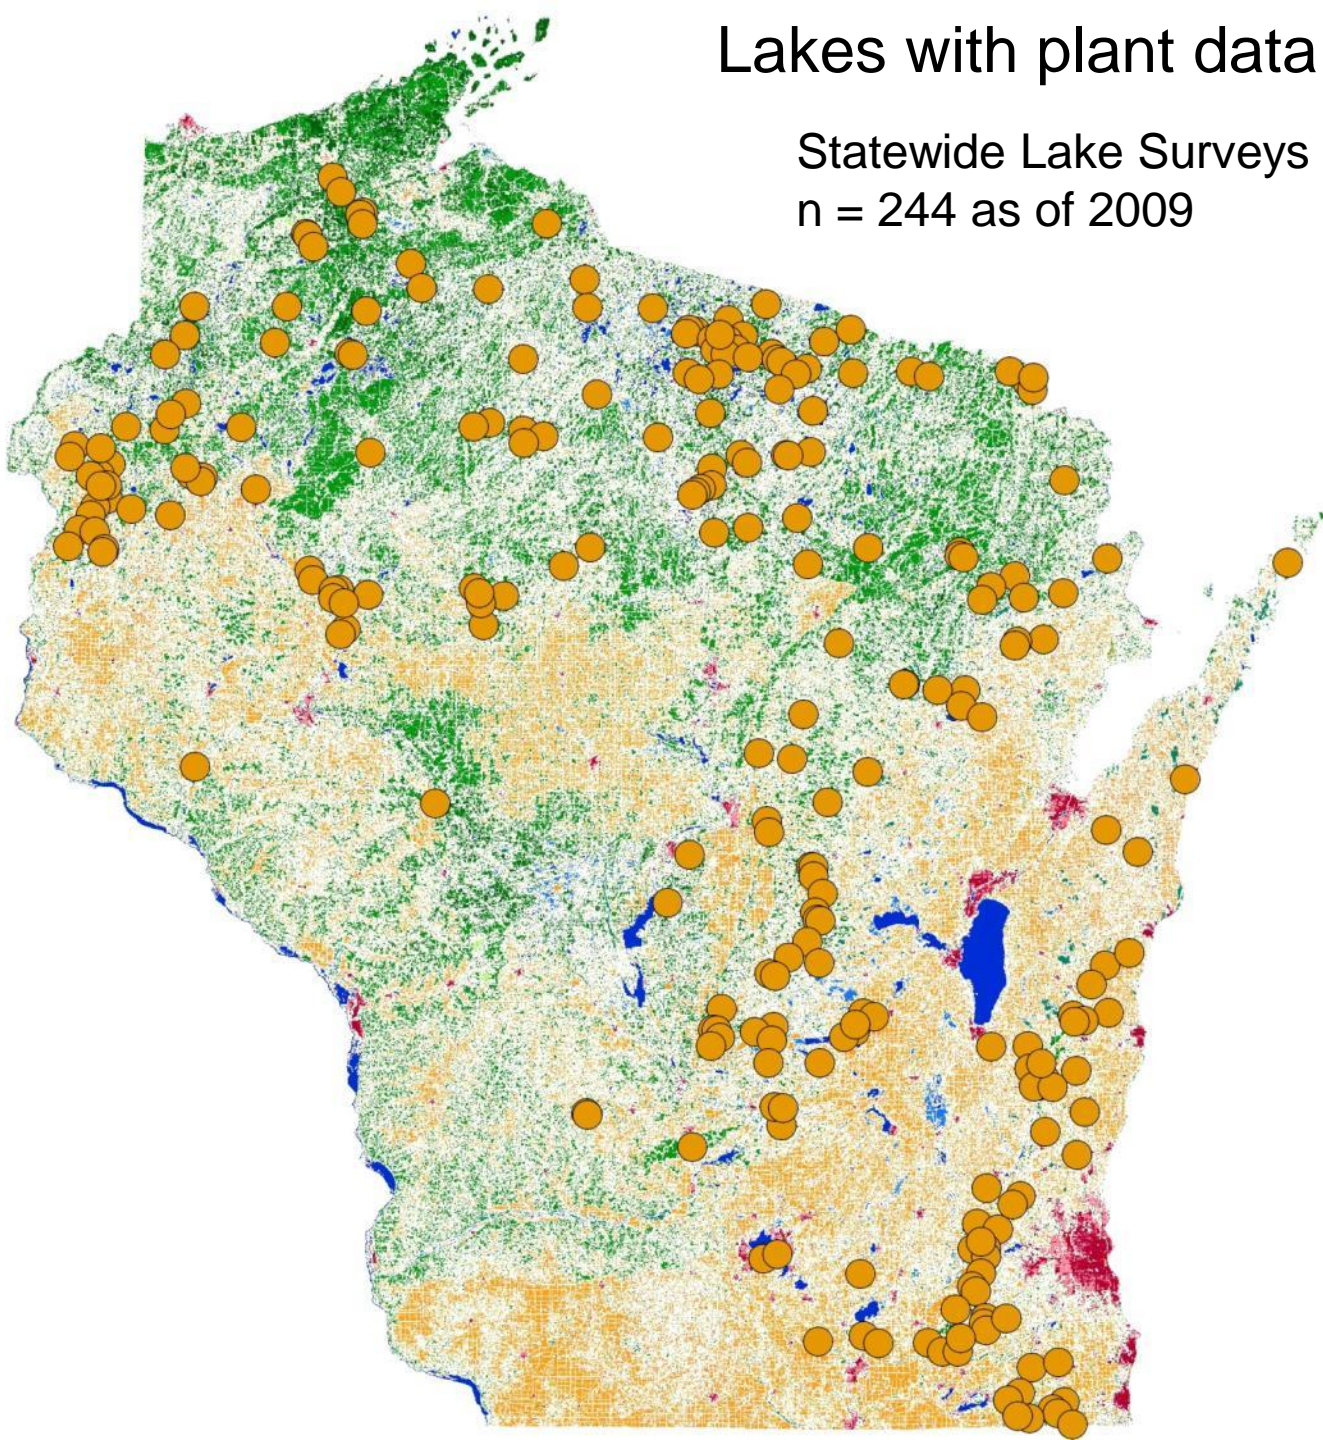 Lakes with plant data
Statewide Lake Surveys
n = 244 as of 2009